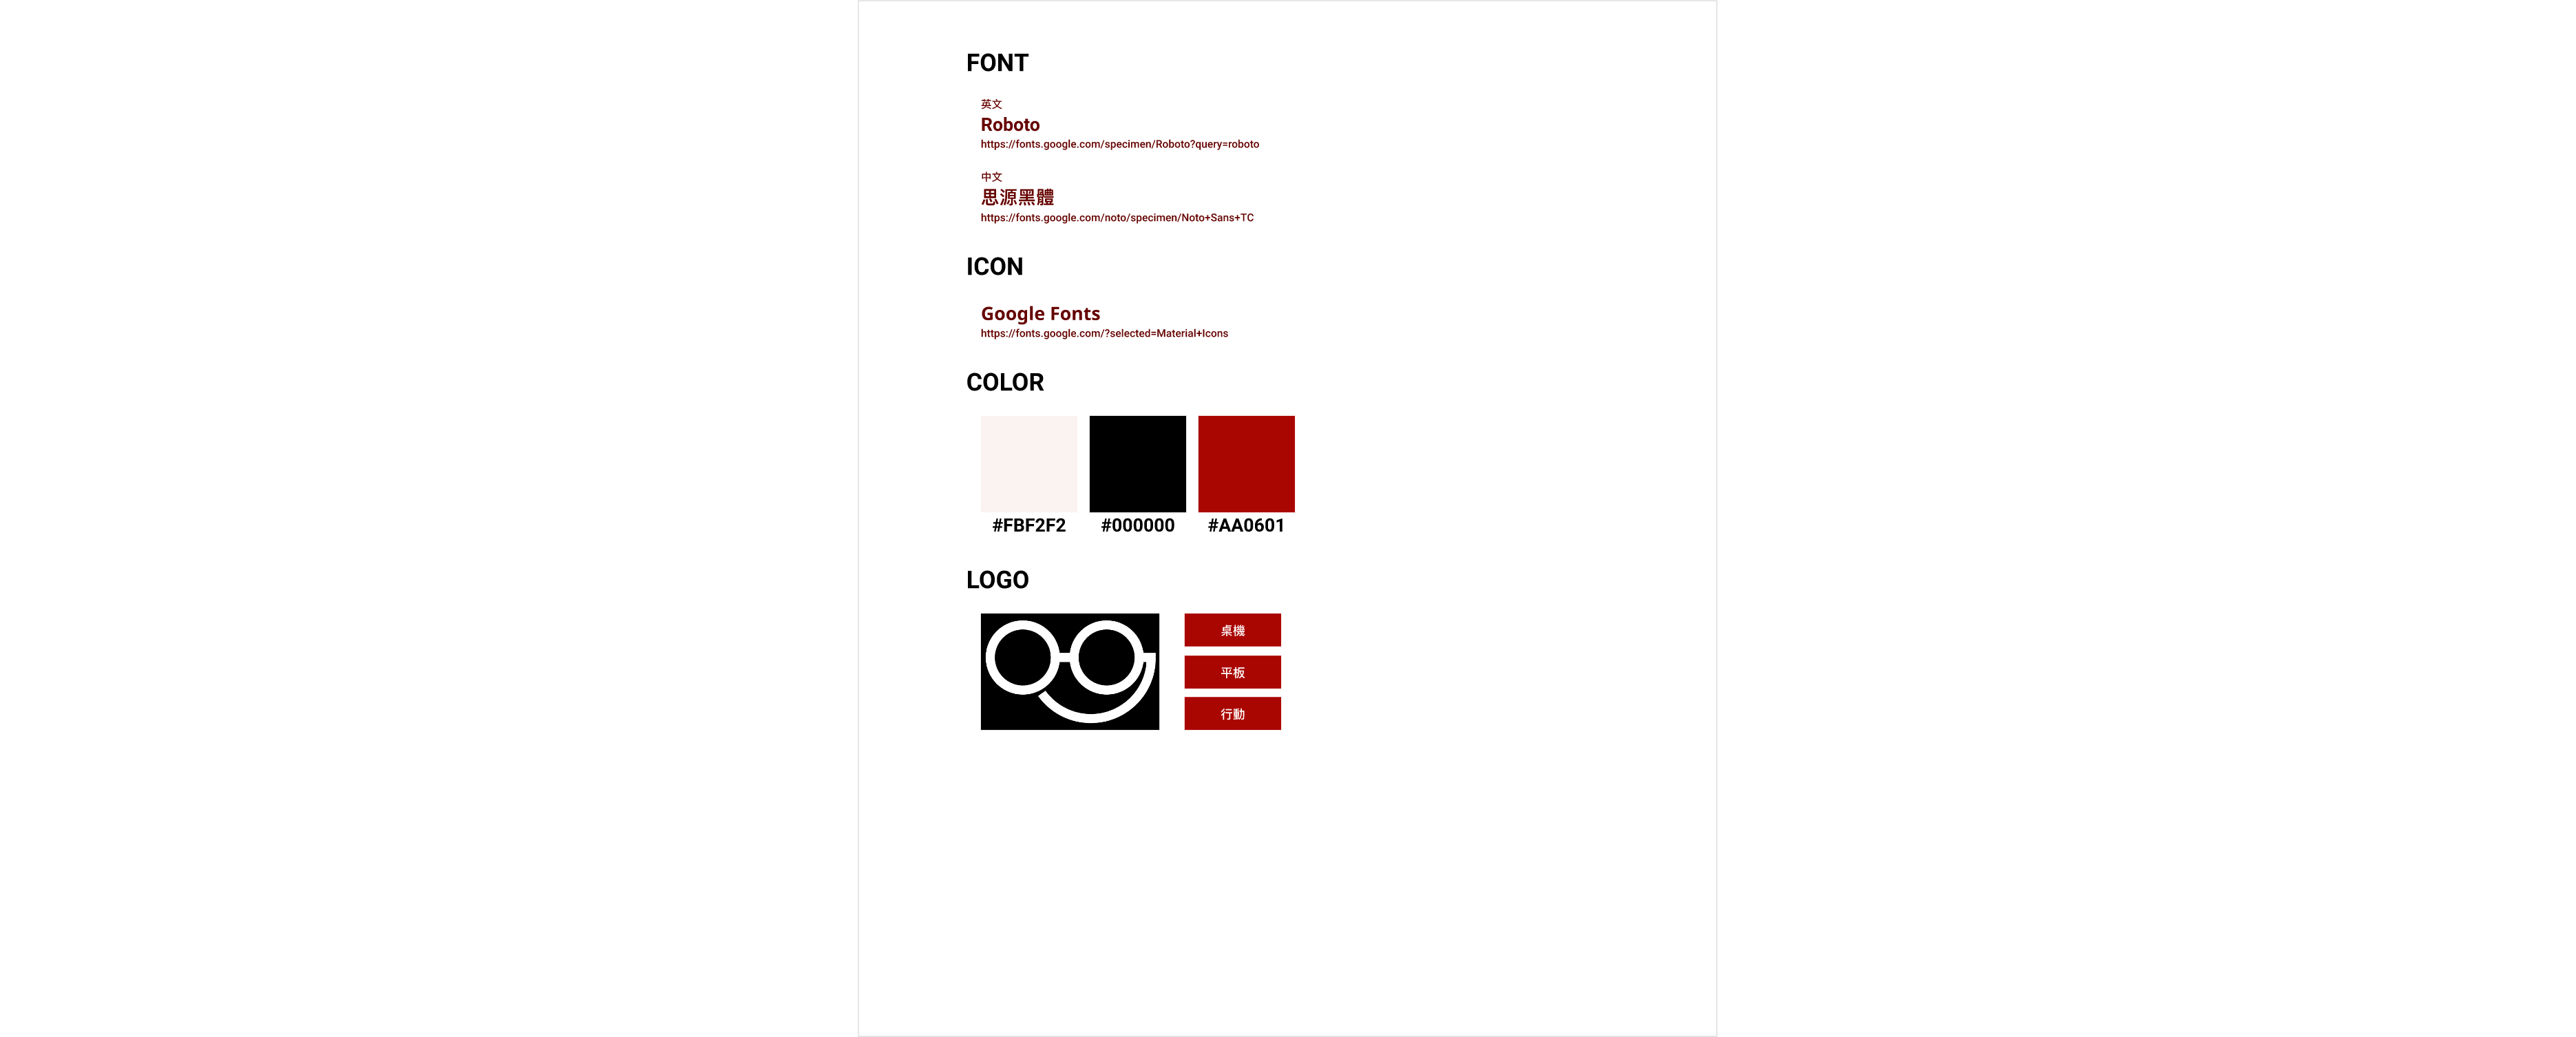 FONT
英文
Roboto
https://fonts.google.com/specimen/Roboto?query=roboto
中文
思源黑體
https://fonts.google.com/noto/specimen/Noto+Sans+TC
ICON
Google Fonts
https://fonts.google.com/?selected=Material+Icons
COLOR
#FBF2F2 #000000 #AA0601
LOGO
桌機
平板
行動